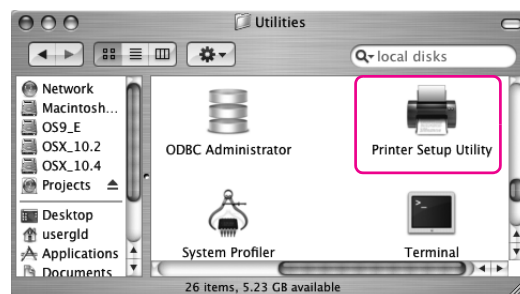 Utilities
local disks
Network
Macintosh...
OS9_E
OSX_10.2
OSX_10.4
Projects
Desktop
usergld
Applications
Documents
ODBC Administrator
Printer Setup Utility
System Profiler
Terminal
26 items, 5.23 GB available